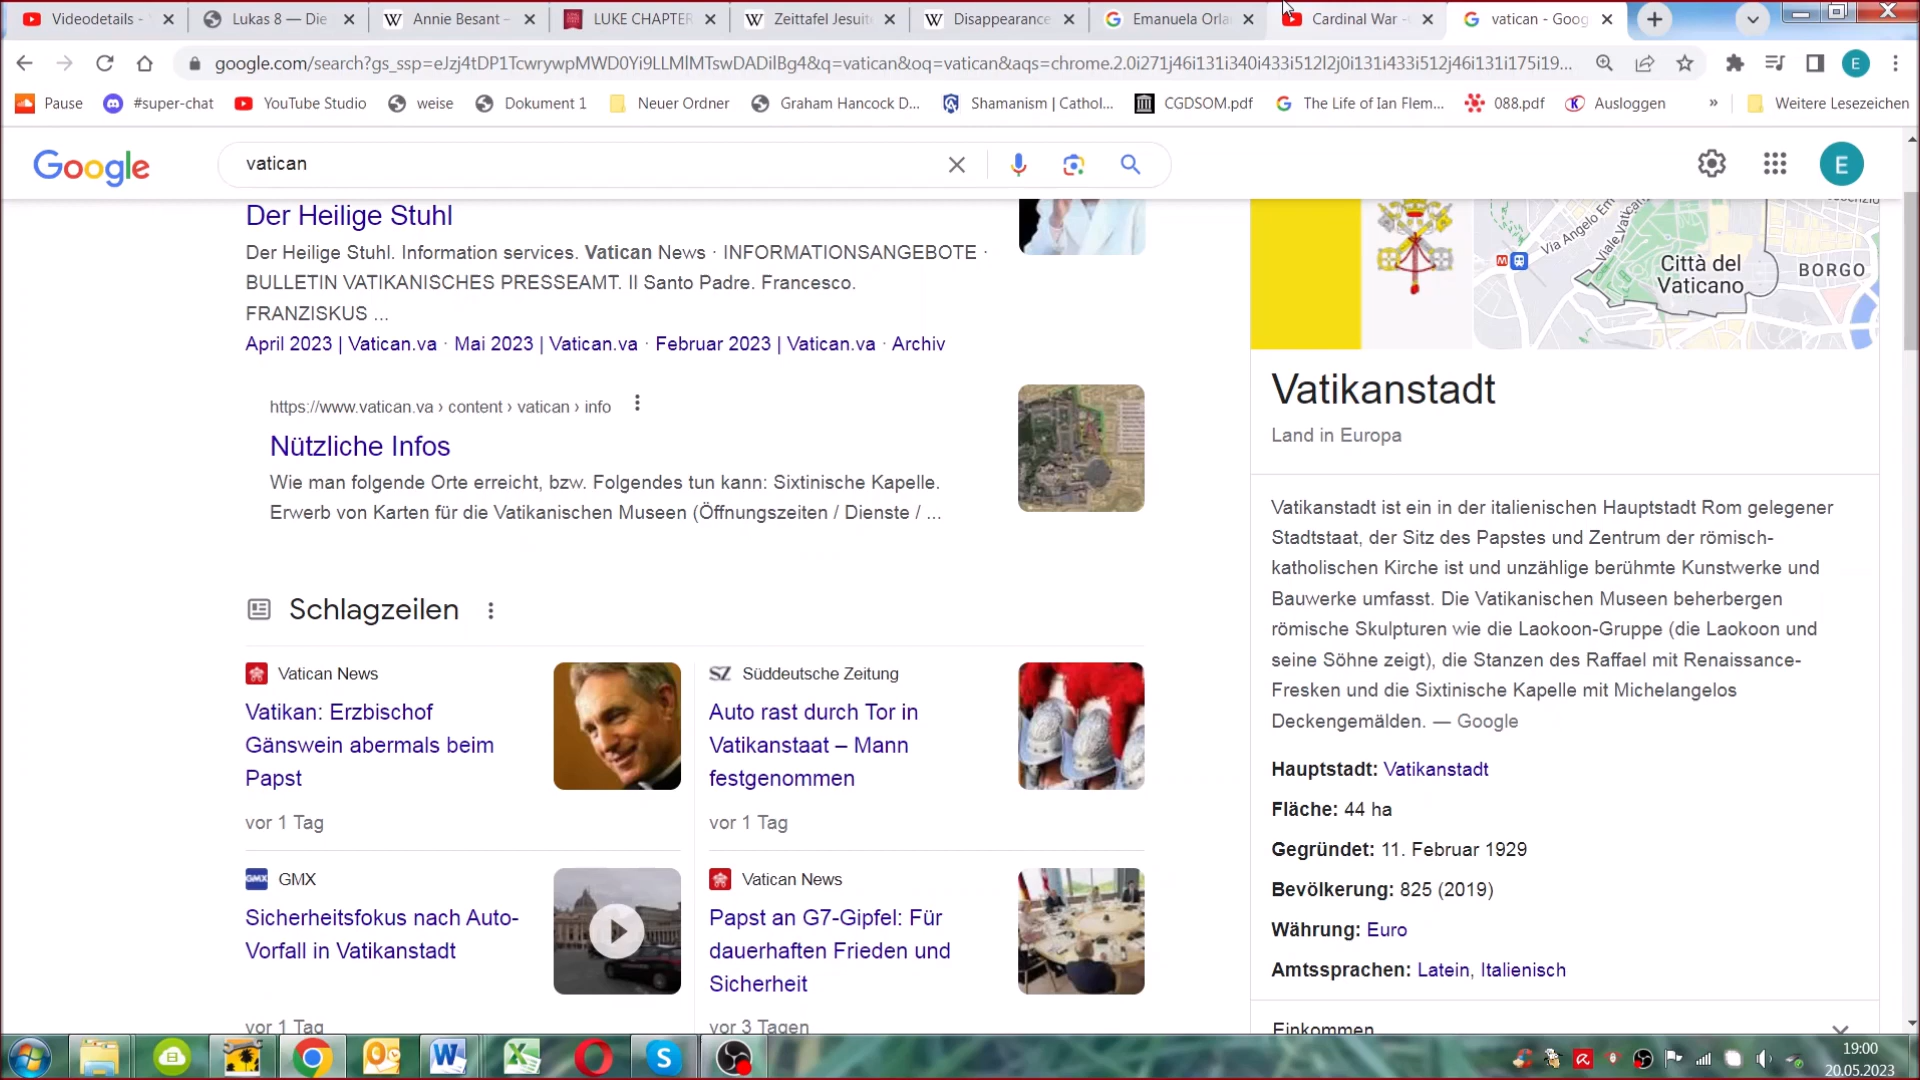 Videodetails -
Lukas 8 — Die
Annie Besant –
LUKE CHAPTER
Zeittafel Jesuit
Disappearance
Emanuela Orla
Cardinal War -
vatican - Goog
google.com/search?gs_ssp=eJzj4tDP1TcwrywpMWD0Yi9LLMlMTswDADilBg4&q=vatican&oq=vatican&aqs=chrome.2.0i271j46i131i340i433i512l2j0i131i433i512j46i131i175i19...
E
Pause
#super-chat
YouTube Studio
weise
Dokument 1
Neuer Ordner
Graham Hancock D...
Shamanism | Cathol...
CGDSOM.pdf
The Life of Ian Flem...
088.pdf
Ausloggen
»
Weitere Lesezeichen
Google
vatican
E
Der Heilige Stuhl
Der Heilige Stuhl. Information services. Vatican News · INFORMATIONSANGEBOTE ·
BULLETIN VATIKANISCHES PRESSEAMT. Il Santo Padre. Francesco.
FRANZISKUS ...
April 2023 | Vatican.va · Mai 2023 | Vatican.va · Februar 2023 | Vatican.va · Archiv
https://www.vatican.va › content › vatican › info
Nützliche Infos
Wie man folgende Orte erreicht, bzw. Folgendes tun kann: Sixtinische Kapelle.
Erwerb von Karten für die Vatikanischen Museen (Öffnungszeiten / Dienste / ...
Schlagzeilen
Vatican News
Vatikan: Erzbischof
Gänswein abermals beim
Papst
vor 1 Tag
SZ Süddeutsche Zeitung
Auto rast durch Tor in
Vatikanstaat – Mann
festgenommen
vor 1 Tag
GMX GMX
Sicherheitsfokus nach Auto-
Vorfall in Vatikanstadt
vor 1 Tag
Vatican News
Papst an G7-Gipfel: Für
dauerhaften Frieden und
Sicherheit
vor 3 Tagen
Via Angelo Em
Viale Vatica
M
Città del
Vaticano
BORGO
Vatikanstadt
Land in Europa
Vatikanstadt ist ein in der italienischen Hauptstadt Rom gelegener
Stadtstaat, der Sitz des Papstes und Zentrum der römisch-
katholischen Kirche ist und unzählige berühmte Kunstwerke und
Bauwerke umfasst. Die Vatikanischen Museen beherbergen
römische Skulpturen wie die Laokoon-Gruppe (die Laokoon und
seine Söhne zeigt), die Stanzen des Raffael mit Renaissance-
Fresken und die Sixtinische Kapelle mit Michelangelos
Deckengemälden. — Google
Hauptstadt: Vatikanstadt
Fläche: 44 ha
Gegründet: 11. Februar 1929
Bevölkerung: 825 (2019)
Währung: Euro
Amtssprachen: Latein, Italienisch
Einkommen
19:00
20.05.2023